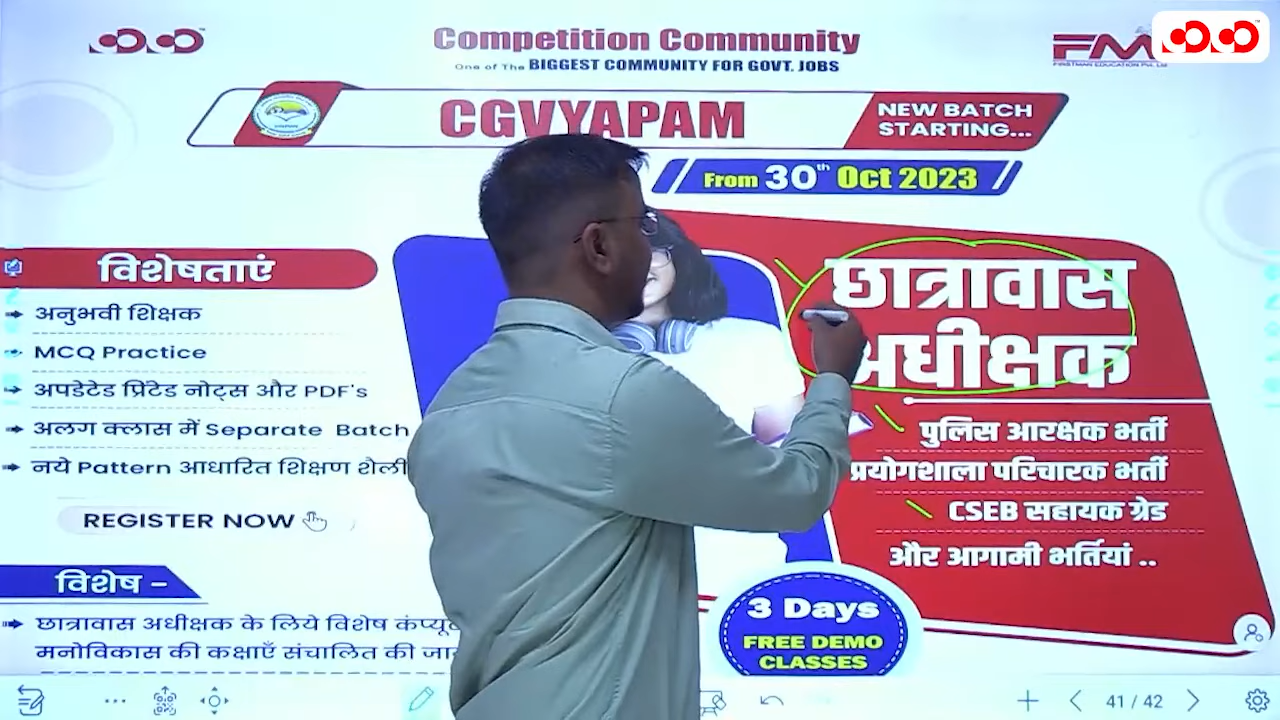 Competition Community
One of The BIGGEST COMMUNITY FOR GOVT. JOBS
CGVYAPAM
NEW BATCH
STARTING...
From 30th Oct 2023
विशेषताएं
अनुभवी शिक्षक
MCQ Practice
अपडेटेड प्रिंटेड नोट्स और PDF's
अलग क्लास में Separate Batch
नये Pattern आधारित शिक्षण शैली
REGISTER NOW
विशेष –
छात्रावास अधीक्षक के लिये विशेष
मनोविकास की कक्षाएँ संचालित की
छात्रावास
अधीक्षक
पुलिस आरक्षक भर्ती
प्रयोगशाला परिचारक भर्ती
CSEB सहायक ग्रेड
और आगामी भर्तियां ..
3 Days
FREE DEMO
CLASSES
41 / 42